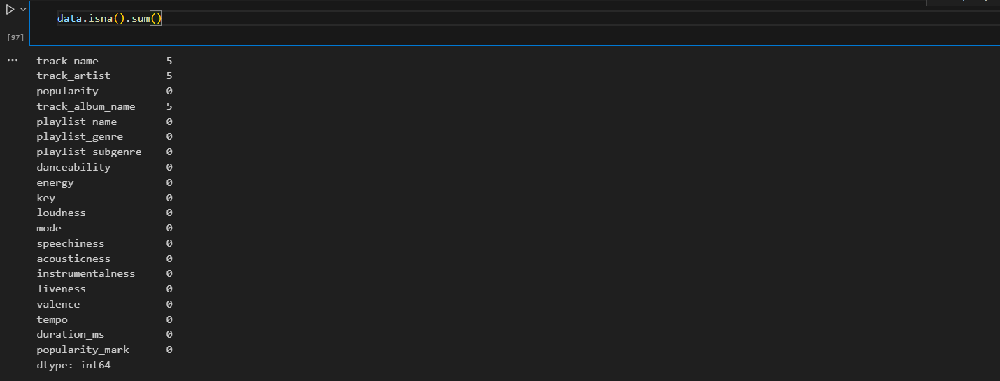 data.isna().sum()
[97]
... track_name 5
track_artist 5
popularity 0
track_album_name 5
playlist_name 0
playlist_genre 0
playlist_subgenre 0
danceability 0
energy 0
key 0
loudness 0
mode 0
speechiness 0
acousticness 0
instrumentalness 0
liveness 0
valence 0
tempo 0
duration_ms 0
popularity_mark 0
dtype: int64